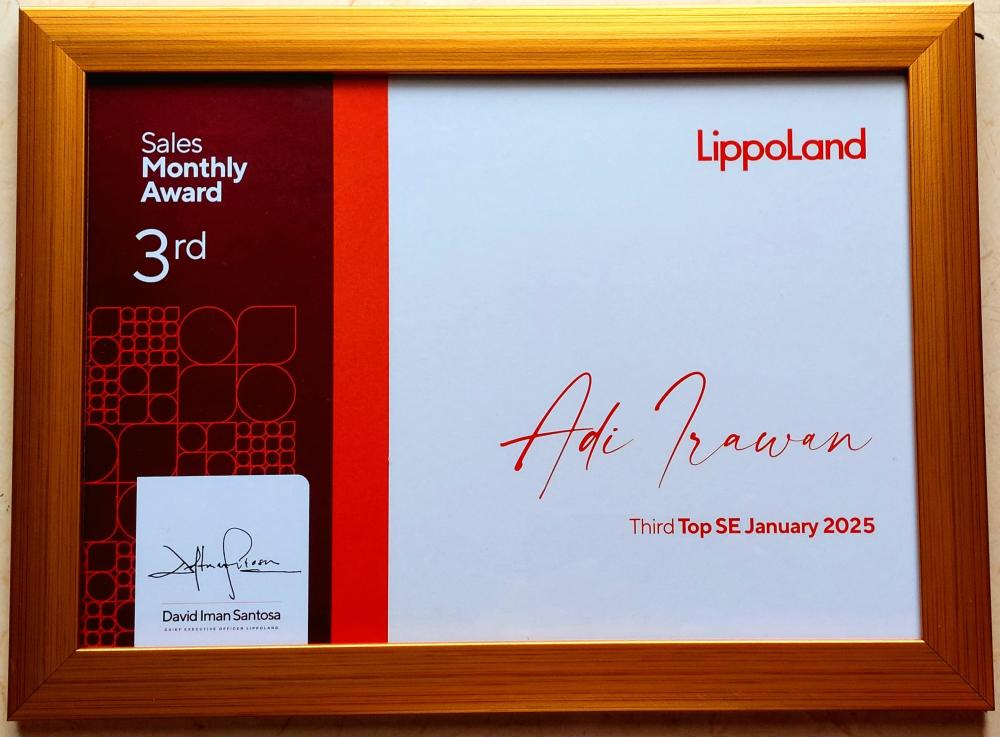 Sales
Monthly
Award
3rd
LippoLand
Adi Irawan
Third Top SE January 2025
David Iman Santosa
CHIEF EXECUTIVE OFFICER LIPPOLAND